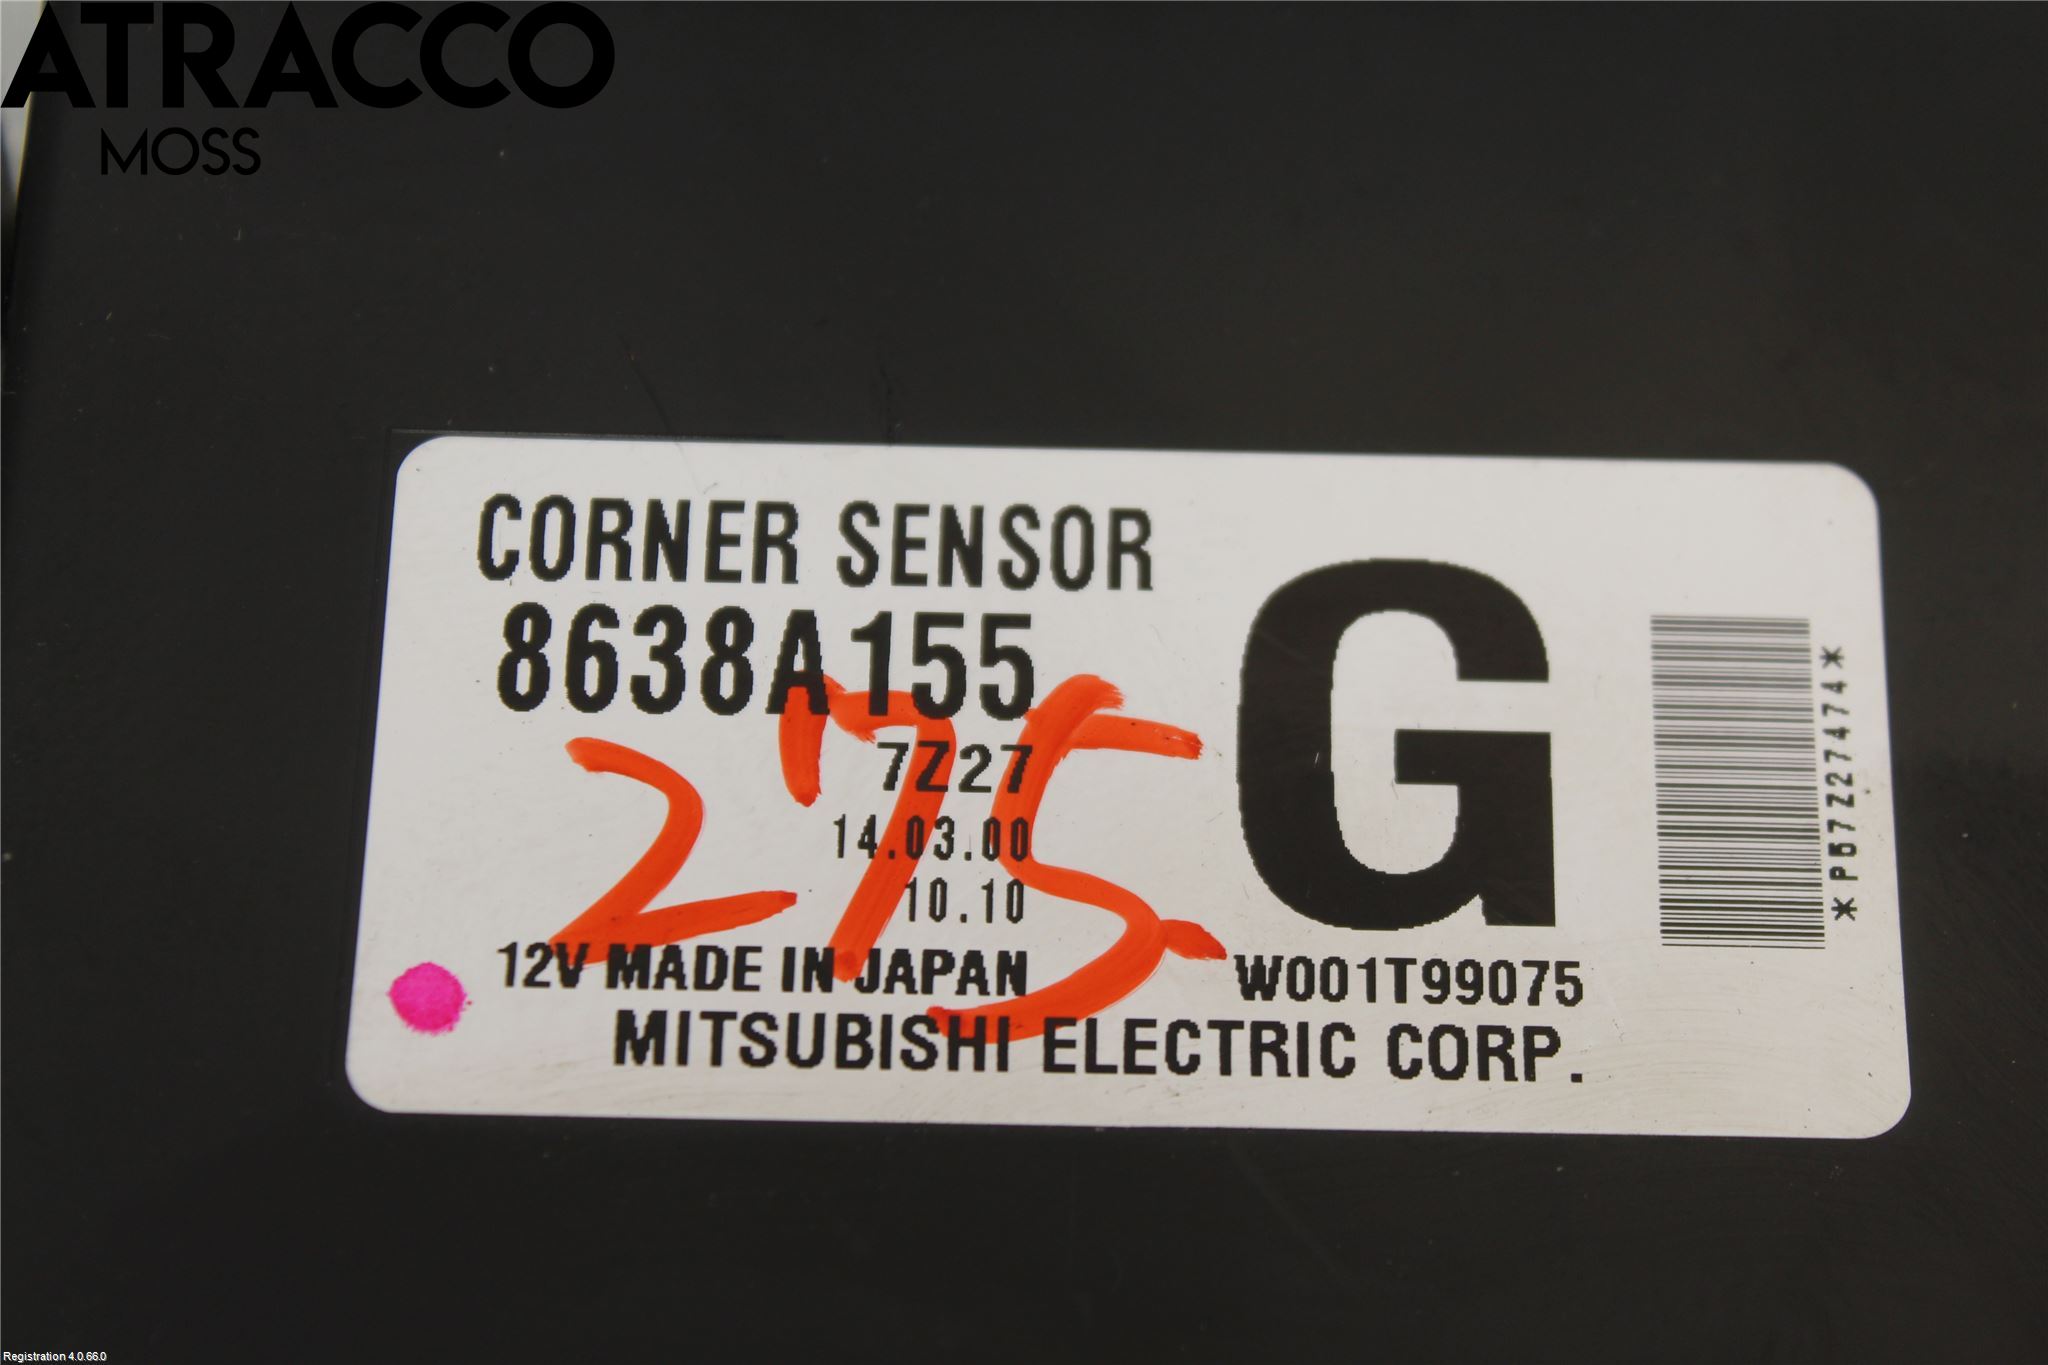 ATRACCO
MOSS
CORNER SENSOR
8638A155
G
*P57Z27474*
275
7Z27
14.03.00
10.10
12V MADE IN JAPAN
W001T99075
MITSUBISHI ELECTRIC CORP.
Registration 4.0.66.0